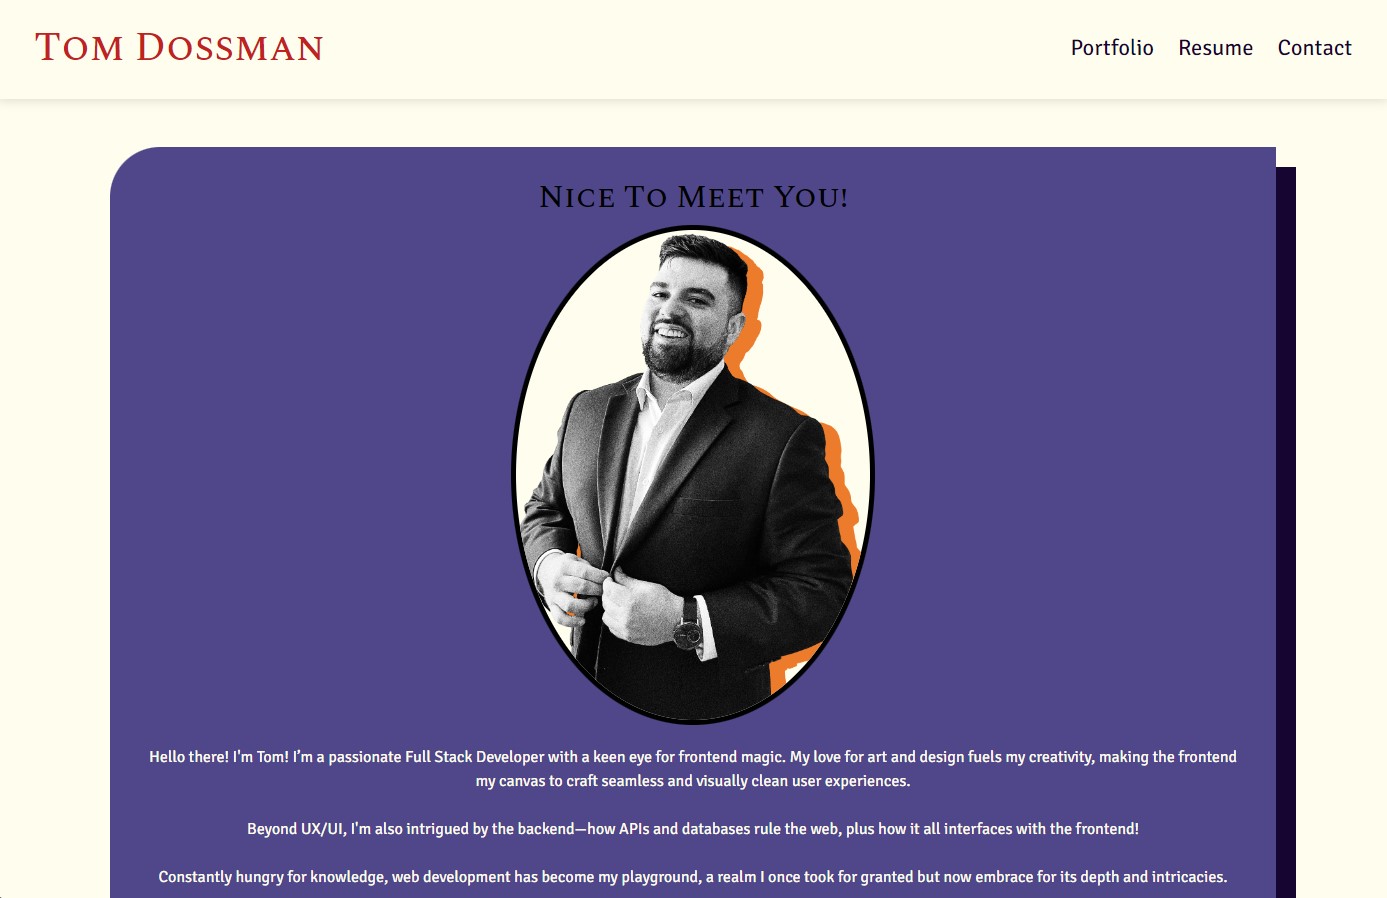 Tom Dossman
Portfolio Resume Contact
Nice To Meet You!
Hello there! I'm Tom! I’m a passionate Full Stack Developer with a keen eye for frontend magic. My love for art and design fuels my creativity, making the frontend
my canvas to craft seamless and visually clean user experiences.
Beyond UX/UI, I'm also intrigued by the backend—how APIs and databases rule the web, plus how it all interfaces with the frontend!
Constantly hungry for knowledge, web development has become my playground, a realm I once took for granted but now embrace for its depth and intricacies.